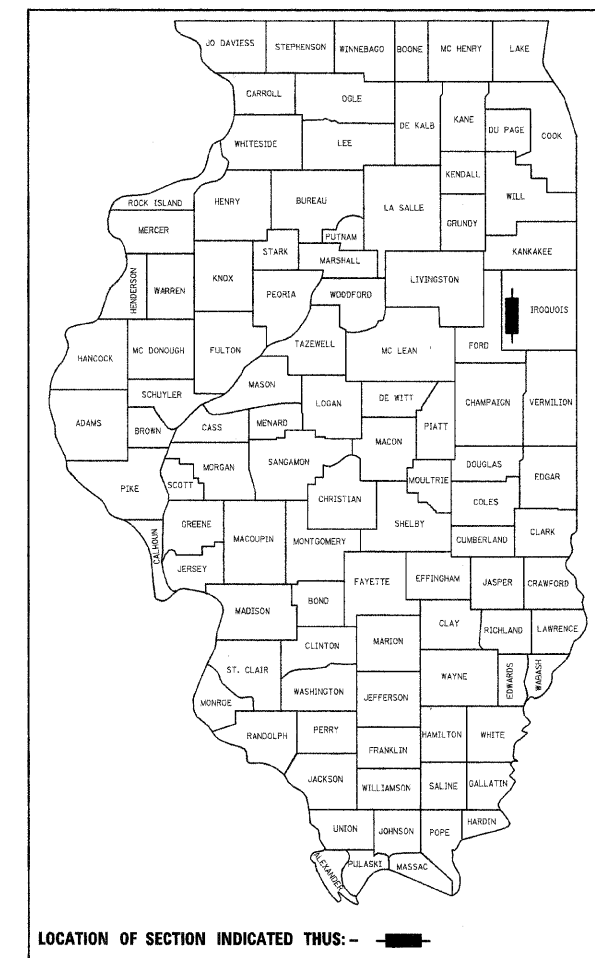 JO DAVIESS STEPHENSON WINNEBAGO BOONE MC HENRY LAKE
CARROLL OGLE DE KALB KANE DU PAGE COOK
WHITESIDE LEE KENDALL WILL
ROCK ISLAND HENRY BUREAU LA SALLE GRUNDY
MERCER STARK PUTNAM MARSHALL KANKAKEE
HENDERSON WARREN KNOX PEORIA WOODFORD LIVINGSTON IROQUOIS
HANCOCK MC DONOUGH FULTON TAZEWELL MC LEAN FORD
SCHUYLER MASON LOGAN DE WITT CHAMPAIGN VERMILION
ADAMS BROWN CASS MENARD MACON PIATT
PIKE SCOTT MORGAN SANGAMON CHRISTIAN MOULTRIE DOUGLAS EDGAR
COLES
CALHOUN GREENE MACOUPIN MONTGOMERY SHELBY CUMBERLAND CLARK
JERSEY FAYETTE EFFINGHAM JASPER CRAWFORD
MADISON BOND CLAY RICHLAND LAWRENCE
CLINTON MARION
ST. CLAIR WASHINGTON JEFFERSON WAYNE EDWARDS WABASH
MONROE RANDOLPH PERRY HAMILTON WHITE
FRANKLIN
JACKSON WILLIAMSON SALINE GALLATIN
UNION JOHNSON POPE HARDIN
ALEXANDER PULASKI MASSAC
LOCATION OF SECTION INDICATED THUS:-